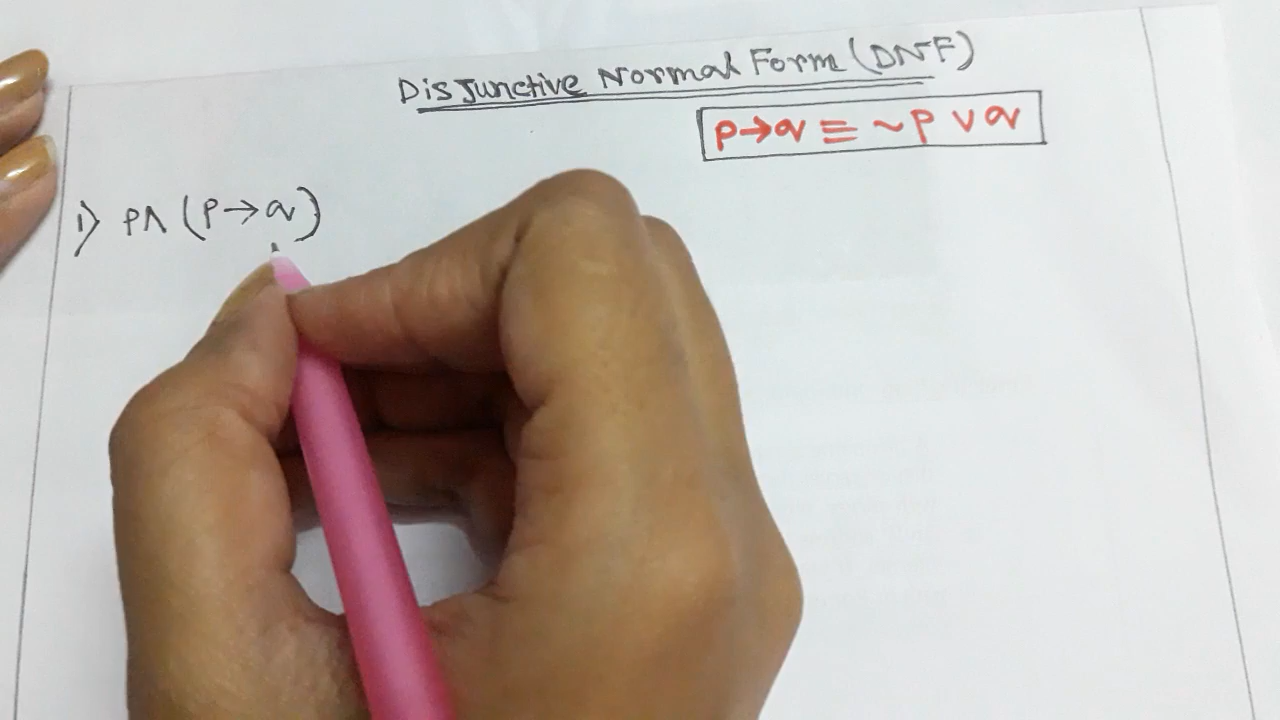 Disjunctive Normal Form (DNF)
p→q ≡ ~p ∨ q
1) p∧ (p→q)